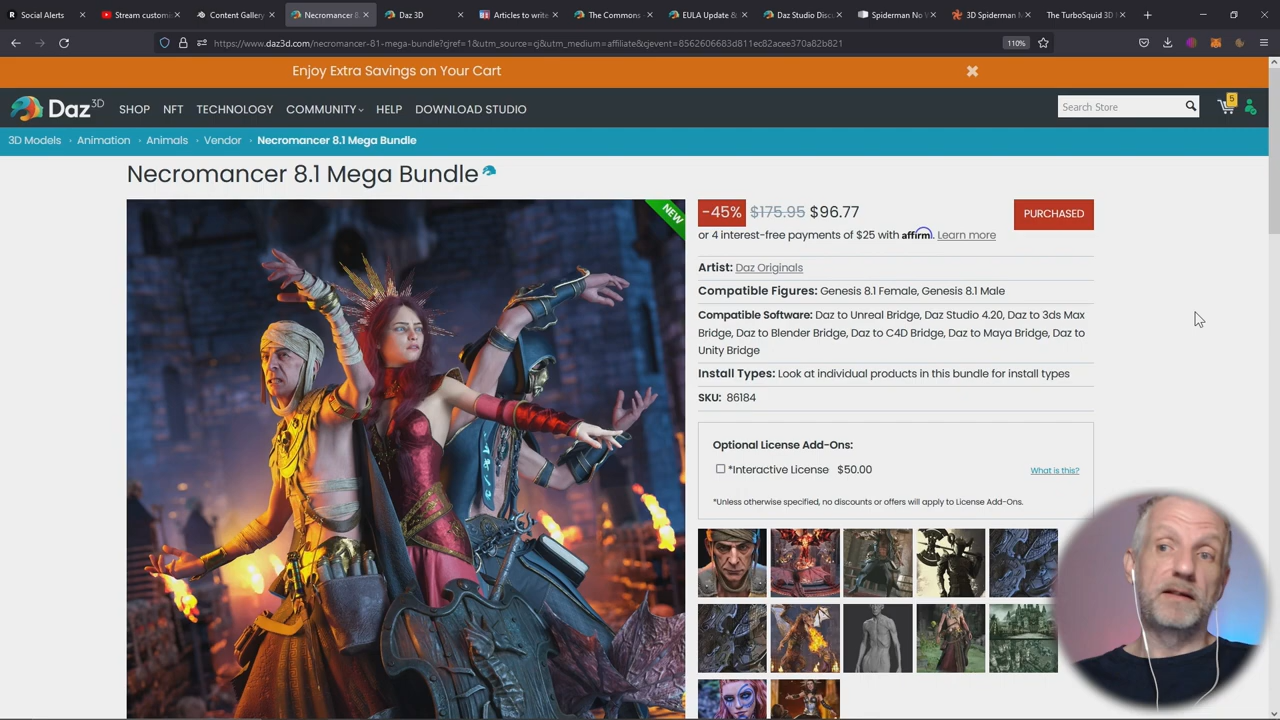 Social Alerts
Stream custom
Content Gallery
Necromancer 8.
Daz 3D
Articles to write
The Commons
EULA Update &
Daz Studio Disc
Spiderman No V
3D Spiderman M
The TurboSquid 3D M
https://www.daz3d.com/necromancer-81-mega-bundle?cjref=1&utm_source=cj&utm_medium=affiliate&cjevent=8562606683d811ec82acee370a82b821
110%
Enjoy Extra Savings on Your Cart
Daz 3D
SHOP
NFT
TECHNOLOGY
COMMUNITY
HELP
DOWNLOAD STUDIO
Search Store
5
3D Models
Animation
Animals
Vendor
Necromancer 8.1 Mega Bundle
Necromancer 8.1 Mega Bundle
NEW
-45% $175.95 $96.77
PURCHASED
or 4 interest-free payments of $25 with affirm. Learn more
Artist: Daz Originals
Compatible Figures: Genesis 8.1 Female, Genesis 8.1 Male
Compatible Software: Daz to Unreal Bridge, Daz Studio 4.20, Daz to 3ds Max
Bridge, Daz to Blender Bridge, Daz to C4D Bridge, Daz to Maya Bridge, Daz to
Unity Bridge
Install Types: Look at individual products in this bundle for install types
SKU: 86184
Optional License Add-Ons:
*Interactive License $50.00
What is this?
*Unless otherwise specified, no discounts or offers will apply to License Add-Ons.